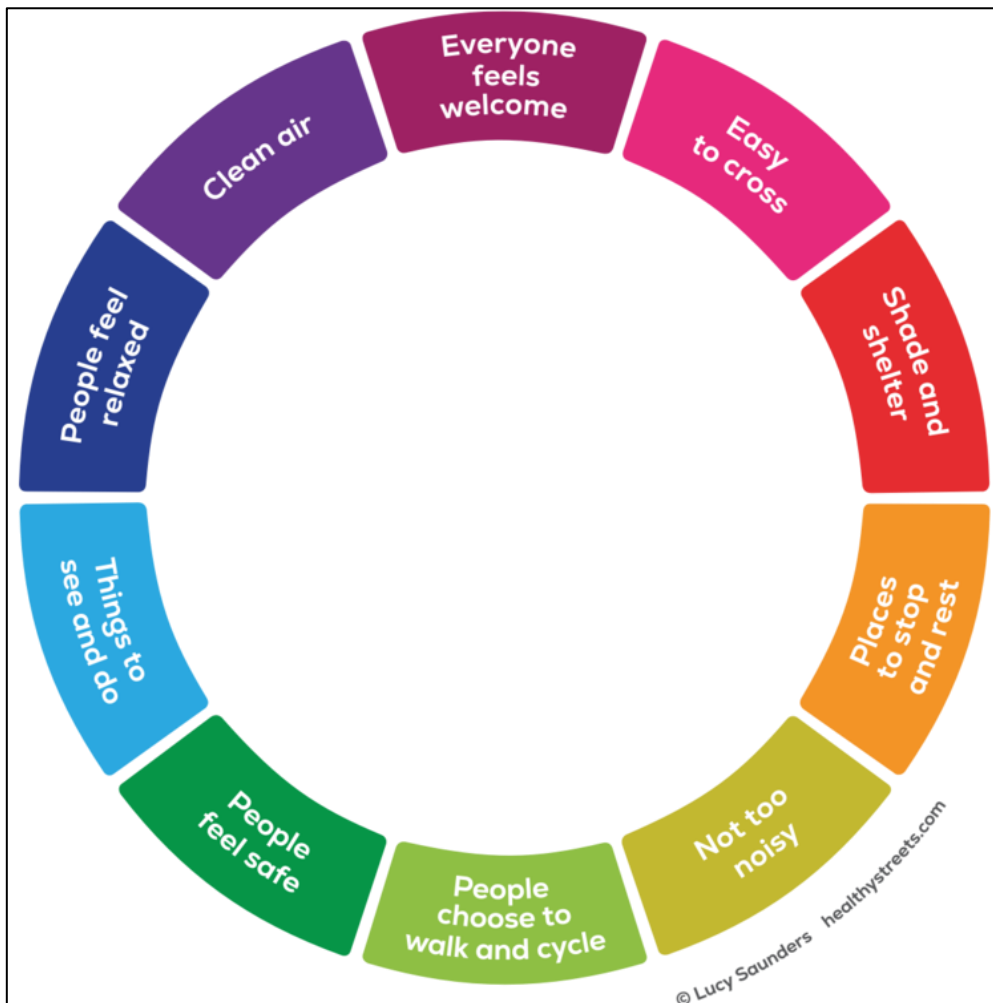 Everyone
feels
welcome
Easy
to cross
Shade and
shelter
Places
to stop
and rest
Not too
noisy
People
choose to
walk and cycle
People
feel safe
Things to
see and do
People feel
relaxed
Clean air
© Lucy Saunders healthystreets.com